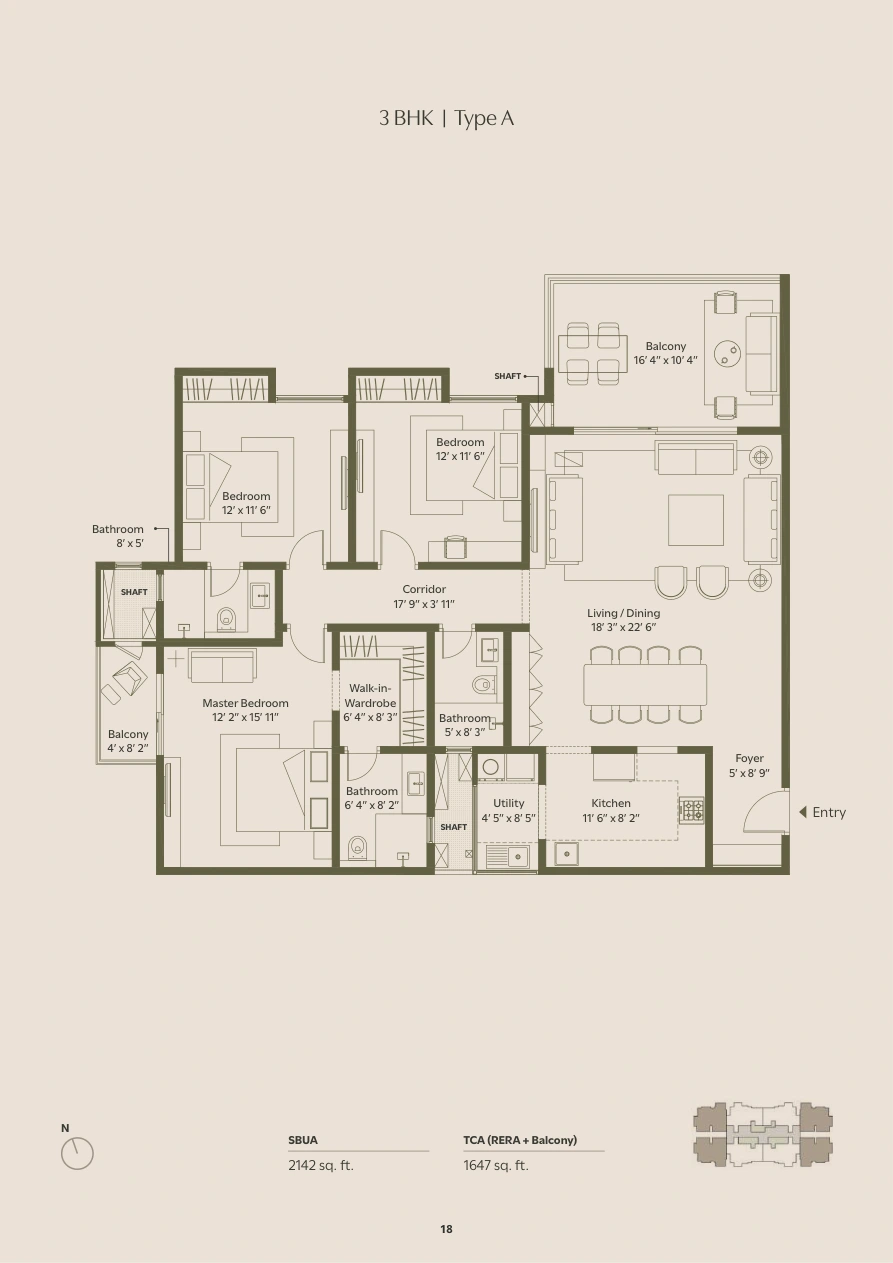 3 BHK | Type A
Balcony
16’ 4” x 10’ 4”
SHAFT
Bedroom
12’ x 11’ 6”
Bedroom
12’ x 11’ 6”
Bathroom
8’ x 5’
SHAFT
Corridor
17’ 9” x 3’ 11”
Living / Dining
18’ 3” x 22’ 6”
Master Bedroom
12’ 2” x 15’ 11”
Walk-in-
Wardrobe
6’ 4” x 8’ 3”
Bathroom
5’ x 8’ 3”
Balcony
4’ x 8’ 2”
Foyer
5’ x 8’ 9”
Bathroom
6’ 4” x 8’ 2”
SHAFT
Utility
4’ 5” x 8’ 5”
Kitchen
11’ 6” x 8’ 2”
Entry
N
SBUA
2142 sq. ft.
TCA (RERA + Balcony)
1647 sq. ft.
18